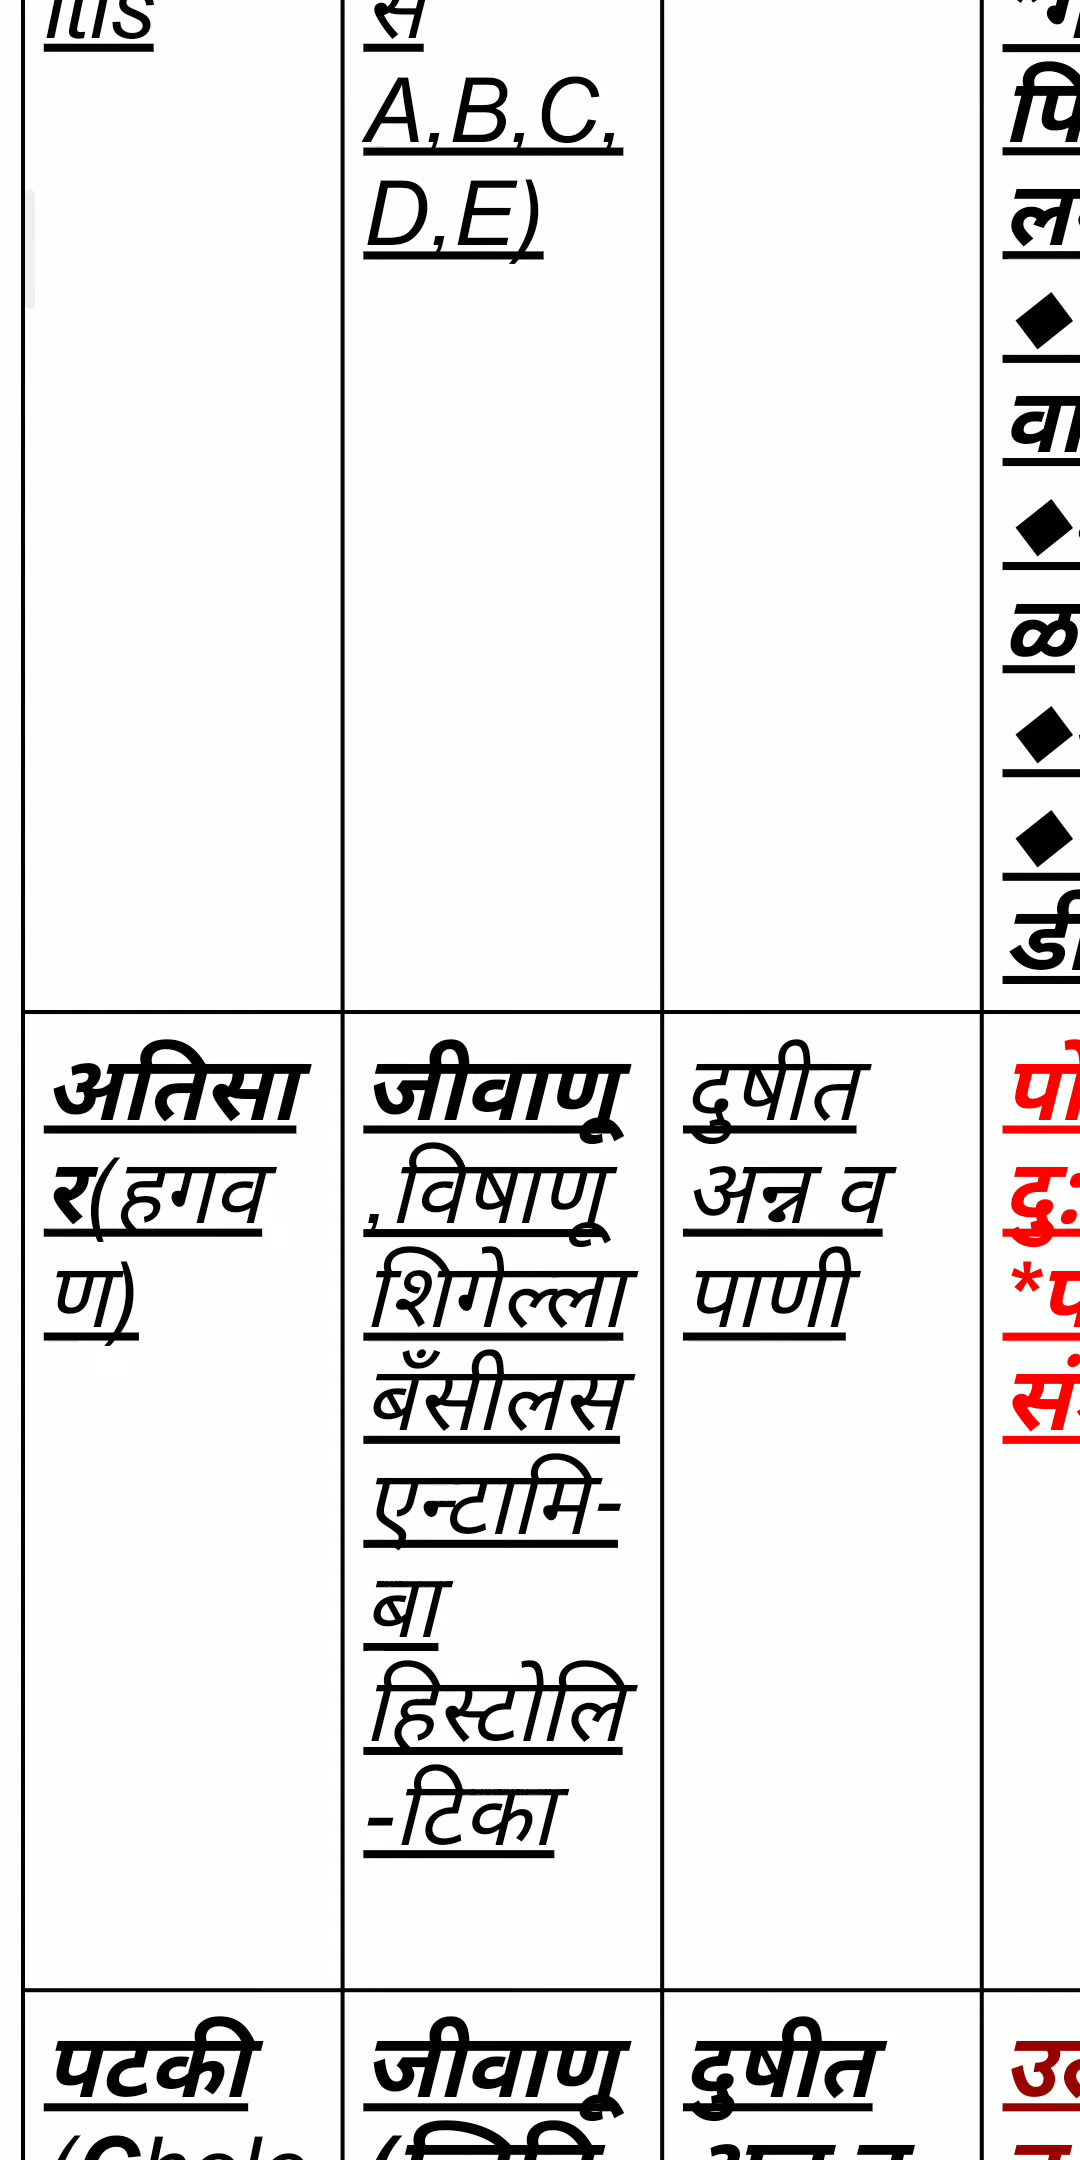 itis
स
A,B,C,
D,E)
पि
◆
वा
◆
ळ
◆
◆
डी
अतिसा
र(हगव
ण)
जीवाणू
,विषाणू
शिगेल्ला
बँसीलस
एन्टामि-
बा
हिस्टोलि
-टिका
दुषीत
अन्न व
पाणी
दुः
पटकी
जीवाणू
दुषीत